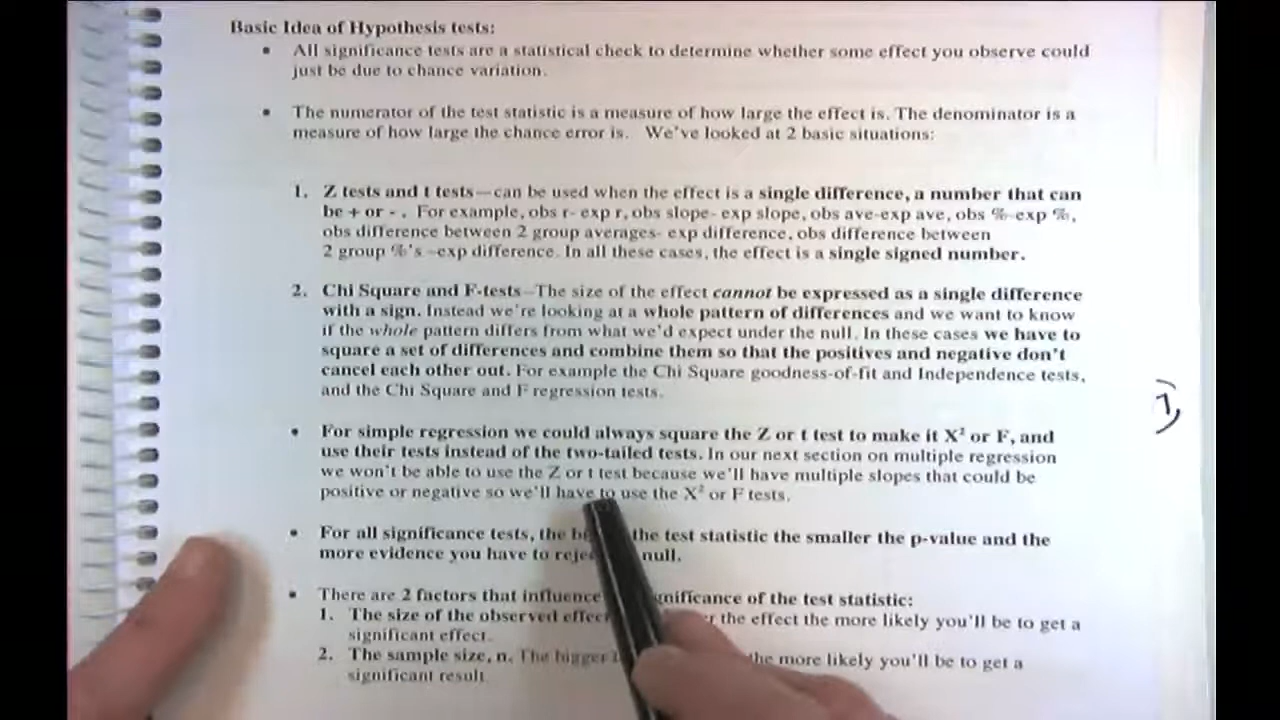 Basic Idea of Hypothesis tests:
• All significance tests are a statistical check to determine whether some effect you observe could
just be due to chance variation.
• The numerator of the test statistic is a measure of how large the effect is. The denominator is a
measure of how large the chance error is. We've looked at 2 basic situations:
1. Z tests and t tests—can be used when the effect is a single difference, a number that can
be + or - . For example, obs r- exp r, obs slope- exp slope, obs ave-exp ave, obs %-exp %,
obs difference between 2 group averages- exp difference, obs difference between
2 group %'s –exp difference. In all these cases, the effect is a single signed number.
2. Chi Square and F-tests–The size of the effect cannot be expressed as a single difference
with a sign. Instead we're looking at a whole pattern of differences and we want to know
if the whole pattern differs from what we'd expect under the null. In these cases we have to
square a set of differences and combine them so that the positives and negative don't
cancel each other out. For example the Chi Square goodness-of-fit and Independence tests,
and the Chi Square and F regression tests.
• For simple regression we could always square the Z or t test to make it X² or F, and
use their tests instead of the two-tailed tests. In our next section on multiple regression
we won't be able to use the Z or t test because we'll have multiple slopes that could be
positive or negative so we'll have to use the X² or F tests.
• For all significance tests, the the test statistic the smaller the p-value and the
more evidence you have to null.
• There are 2 factors that influence of the test statistic:
1. The size of the observed the effect the more likely you'll be to get a
significant effect.
2. The sample size, n. The bigger the more likely you'll be to get a
significant result